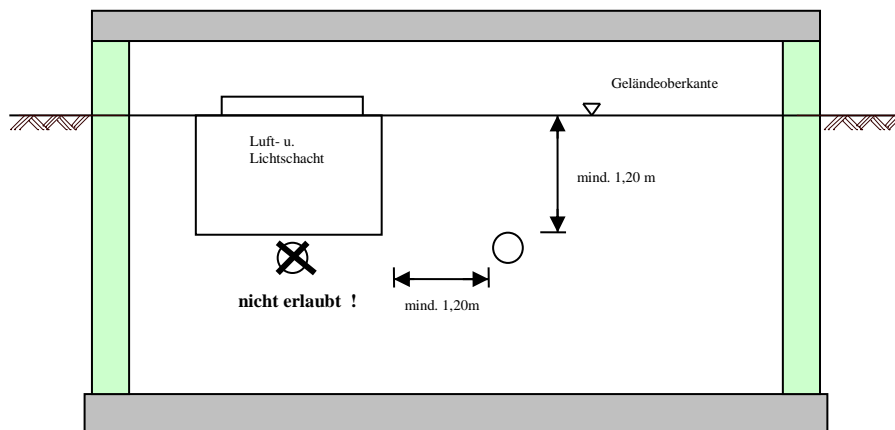 Geländeoberkante
Luft- u.
Lichtschacht
mind. 1,20 m
nicht erlaubt !
mind. 1,20m